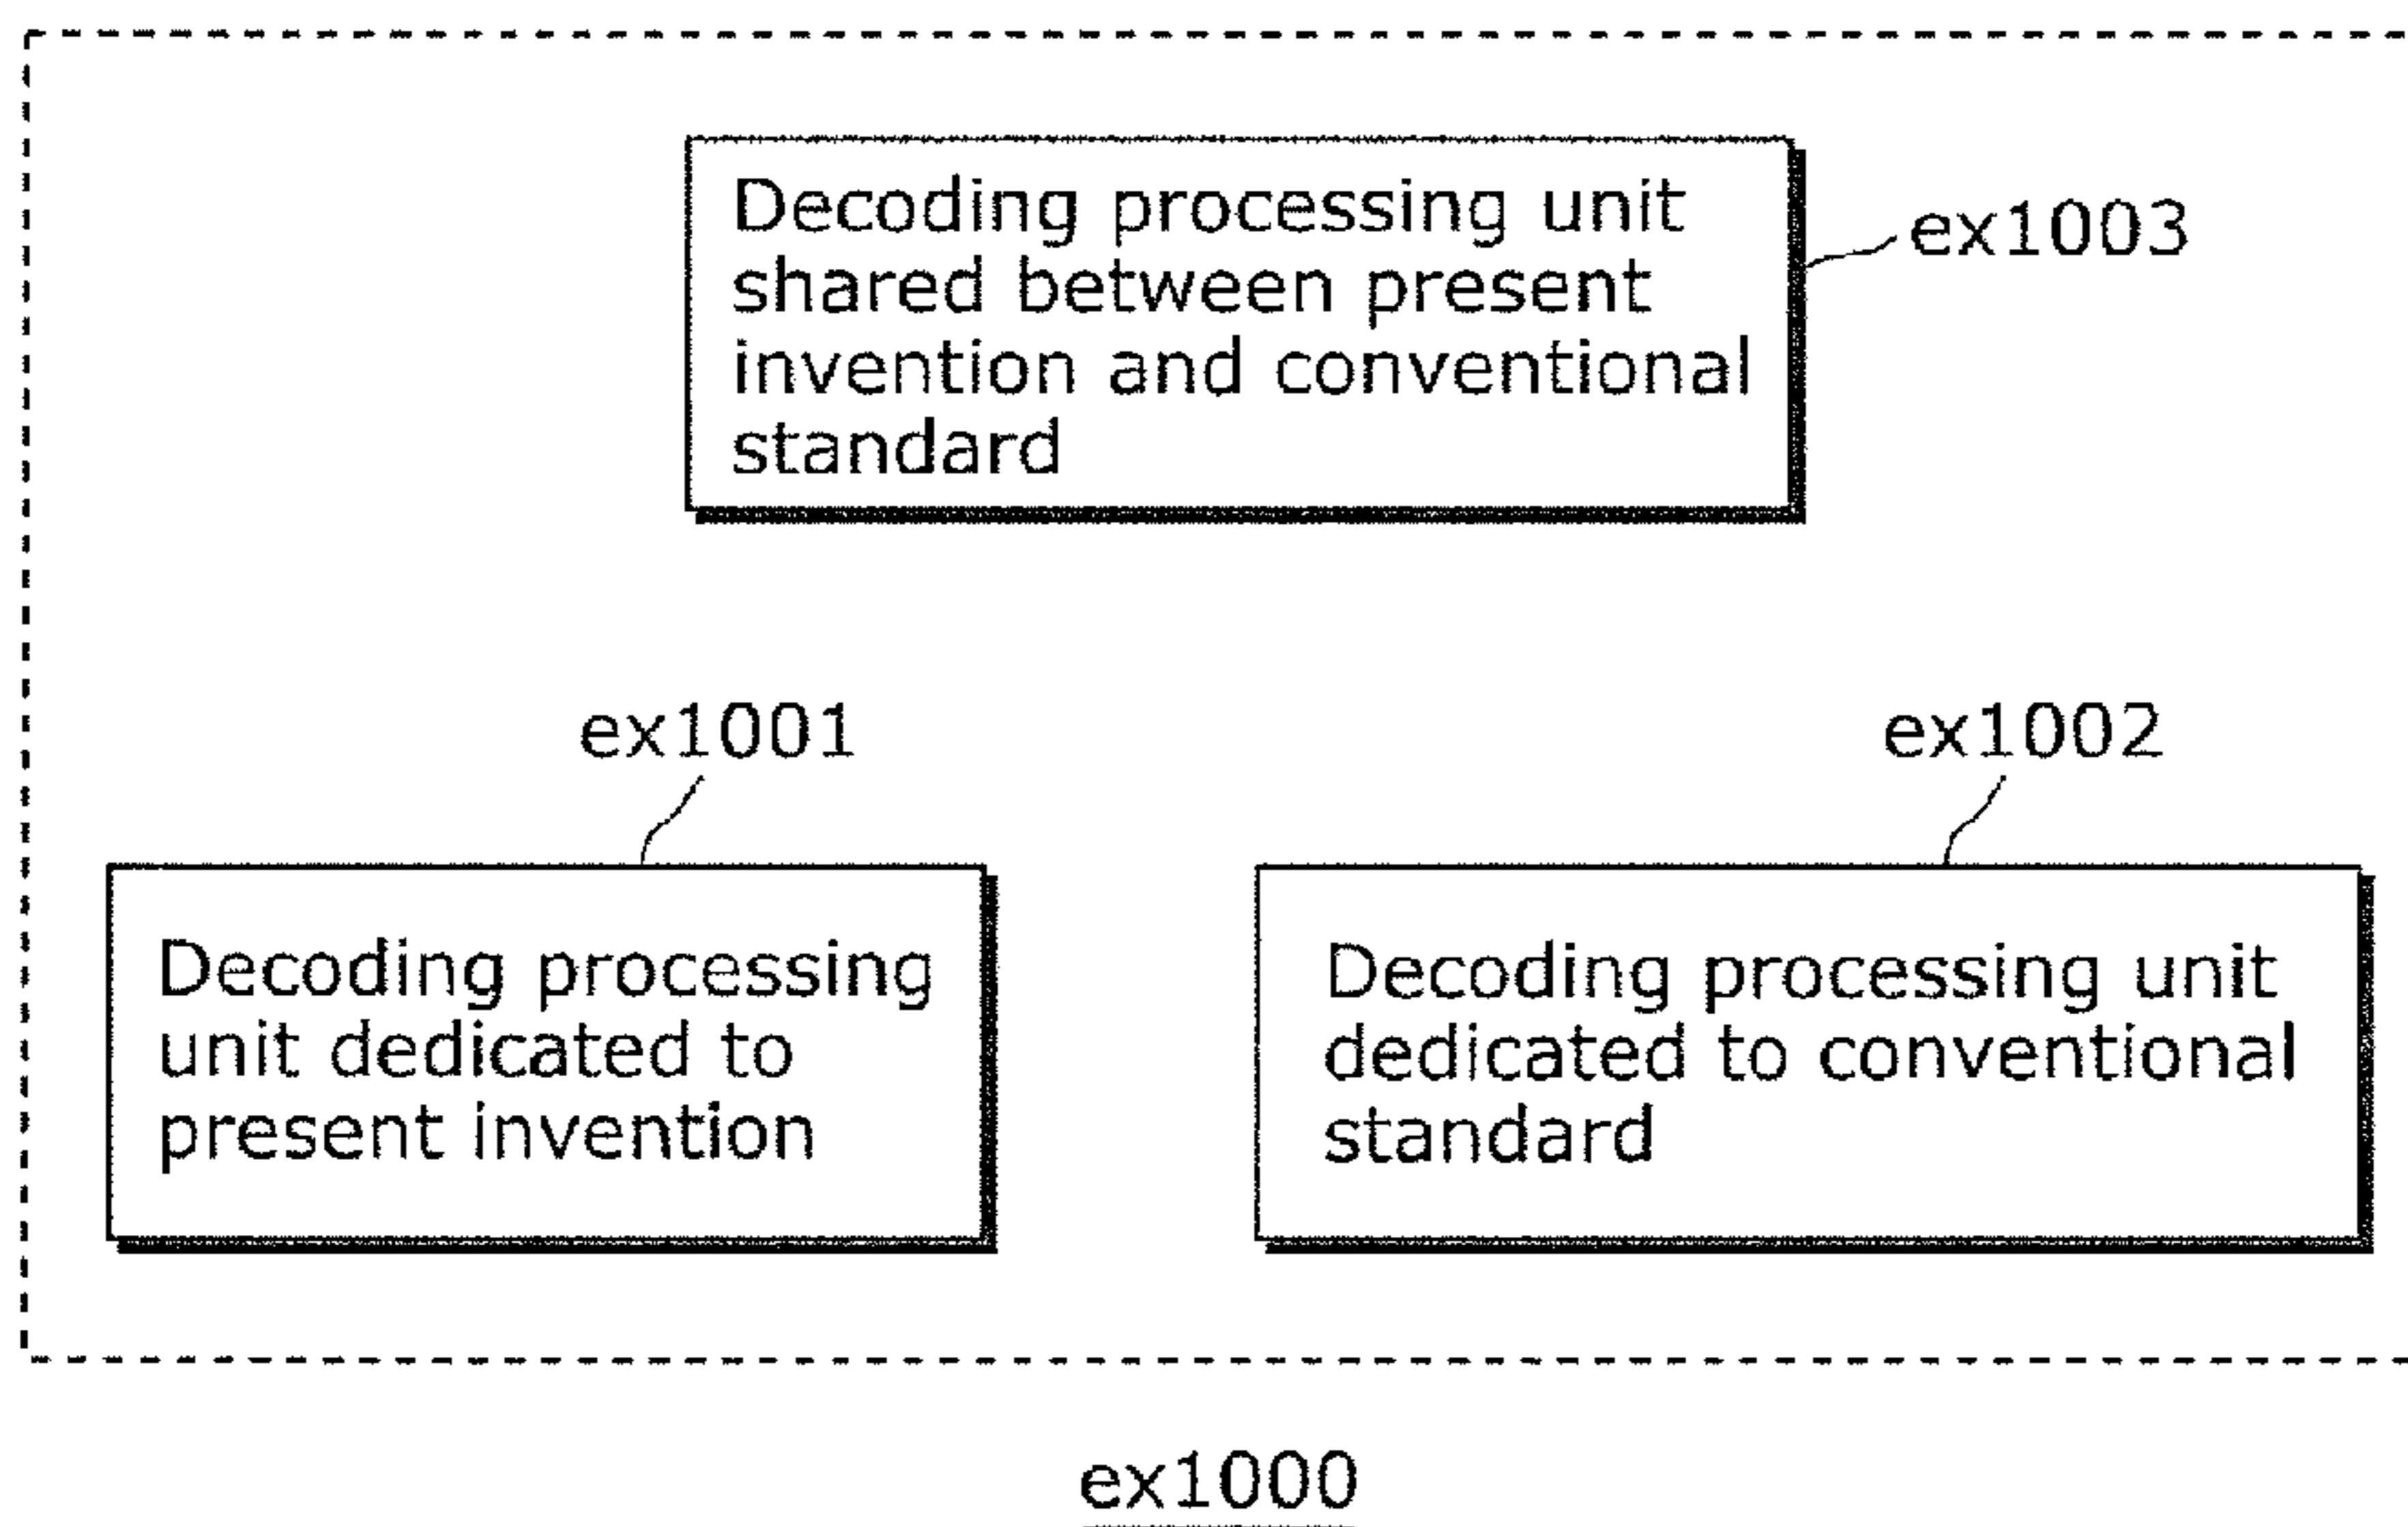 Decoding processing unit
shared between present
invention and conventional
standard
ex1003
ex1001
ex1002
Decoding processing
unit dedicated to
present invention
Decoding processing unit
dedicated to conventional
standard
ex1000